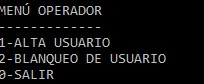 MENÚ OPERADOR
-------------
1-ALTA USUARIO
2-BLANQUEO DE USUARIO
0-SALIR